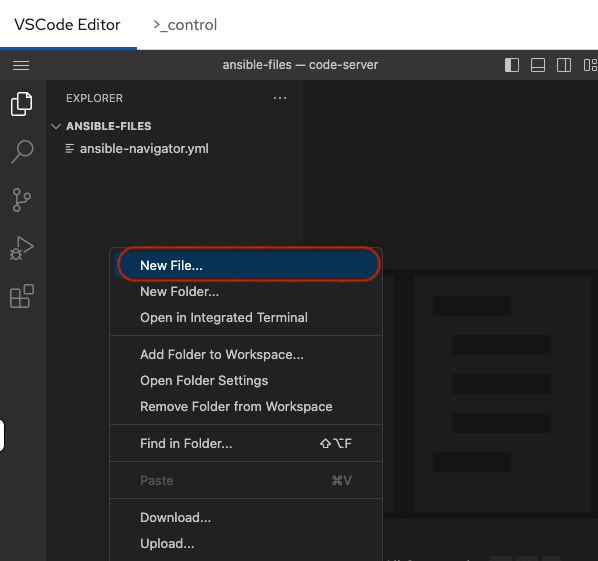 VSCode Editor >_control
ansible-files — code-server
EXPLORER ...
ANSIBLE-FILES
ansible-navigator.yml
New File...
New Folder...
Open in Integrated Terminal
Add Folder to Workspace...
Open Folder Settings
Remove Folder from Workspace
Find in Folder... ⇧⌥F
Paste ⌘V
Download...
Upload...